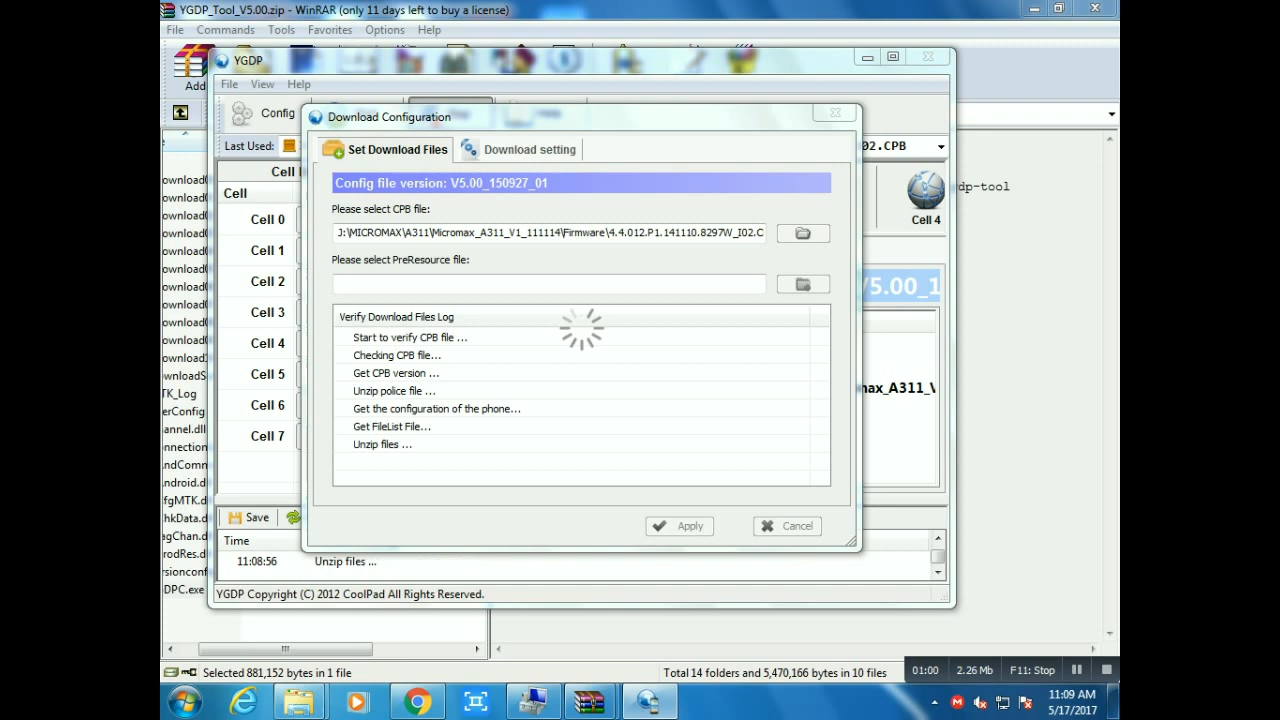 YGDP_Tool_V5.00.zip - WinRAR (only 11 days left to buy a license)
File Commands Tools Favorites Options Help
Add
YGDP
File View Help
Config
Last Used:
02.CPB
Cell
Cell
Cell 0
Cell 1
Cell 2
Cell 3
Cell 4
Cell 5
Cell 6
Cell 7
Cell 4
dp-tool
V5.00_1
max_A311_V
Download Configuration
Set Download Files
Download setting
Config file version: V5.00_150927_01
Please select CPB file:
J:\MICROMAX\A311\Micromax_A311_V1_111114\Firmware\4.4.012.P1.141110.8297W_I02.C
Please select PreResource file:
Verify Download Files Log
Start to verify CPB file ...
Checking CPB file...
Get CPB version ...
Unzip police file ...
Get the configuration of the phone...
Get FileList File...
Unzip files ...
Apply
Cancel
Save
Time
11:08:56 Unzip files ...
YGDP Copyright (C) 2012 CoolPad All Rights Reserved.
Selected 881,152 bytes in 1 file
Total 14 folders and 5,470,166 bytes in 10 files
01:00 2.26 Mb F11: Stop
11:09 AM
5/17/2017